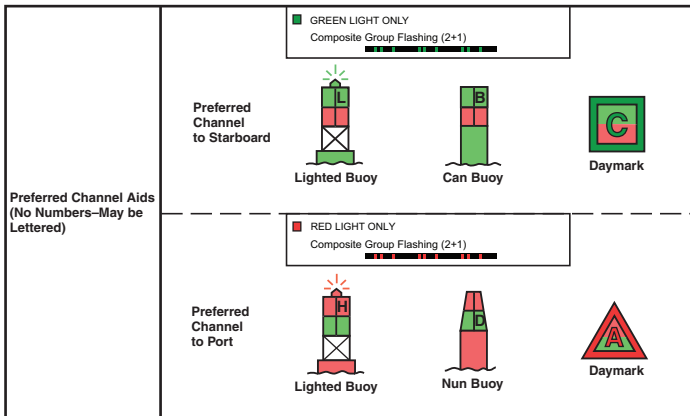 GREEN LIGHT ONLY
Composite Group Flashing (2+1)
Preferred
Channel
to Starboard
L
B
C
Lighted Buoy
Can Buoy
Daymark
Preferred Channel Aids
(No Numbers–May be
Lettered)
RED LIGHT ONLY
Composite Group Flashing (2+1)
Preferred
Channel
to Port
H
D
A
Lighted Buoy
Nun Buoy
Daymark